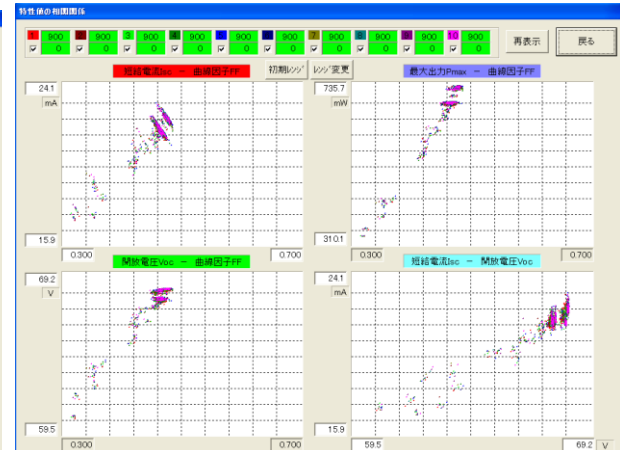 特性値の相関関係
1 900 2 900 3 900 4 900 5 900 6 900 7 900 8 900 9 900 10 900
0 0 0 0 0 0 0 0 0 0
再表示 戻る
短絡電流Isc － 曲線因子FF 初期ﾚﾝｼﾞ ﾚﾝｼﾞ変更 最大出力Pmax － 曲線因子FF
24.1 735.7
mA mW
15.9 310.1
0.300 0.700 0.300 0.700
開放電圧Voc － 曲線因子FF 短絡電流Isc － 開放電圧Voc
69.2 24.1
V mA
59.5 15.9
0.300 0.700 59.5 69.2 V